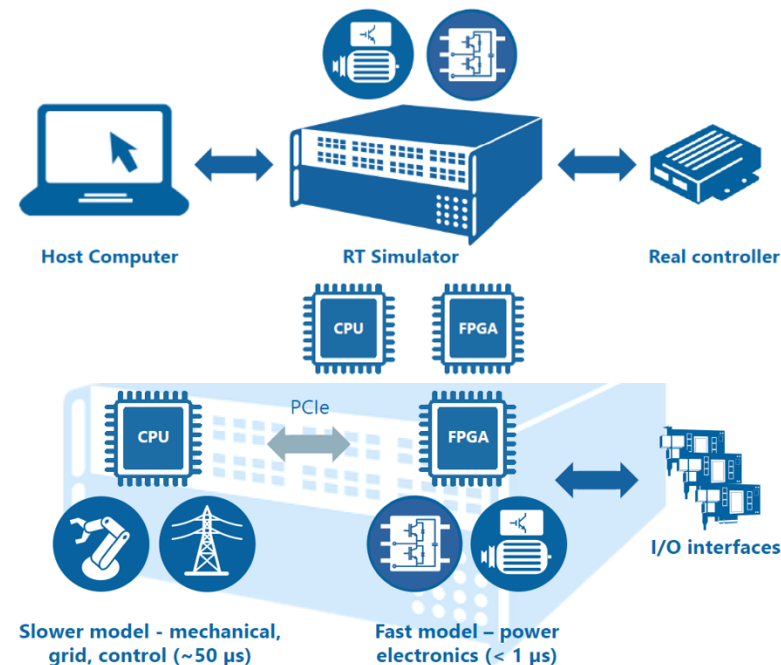 Host Computer
RT Simulator
Real controller
CPU
FPGA
PCIe
CPU
FPGA
I/O interfaces
Slower model - mechanical,
grid, control (~50 µs)
Fast model – power
electronics (< 1 µs)